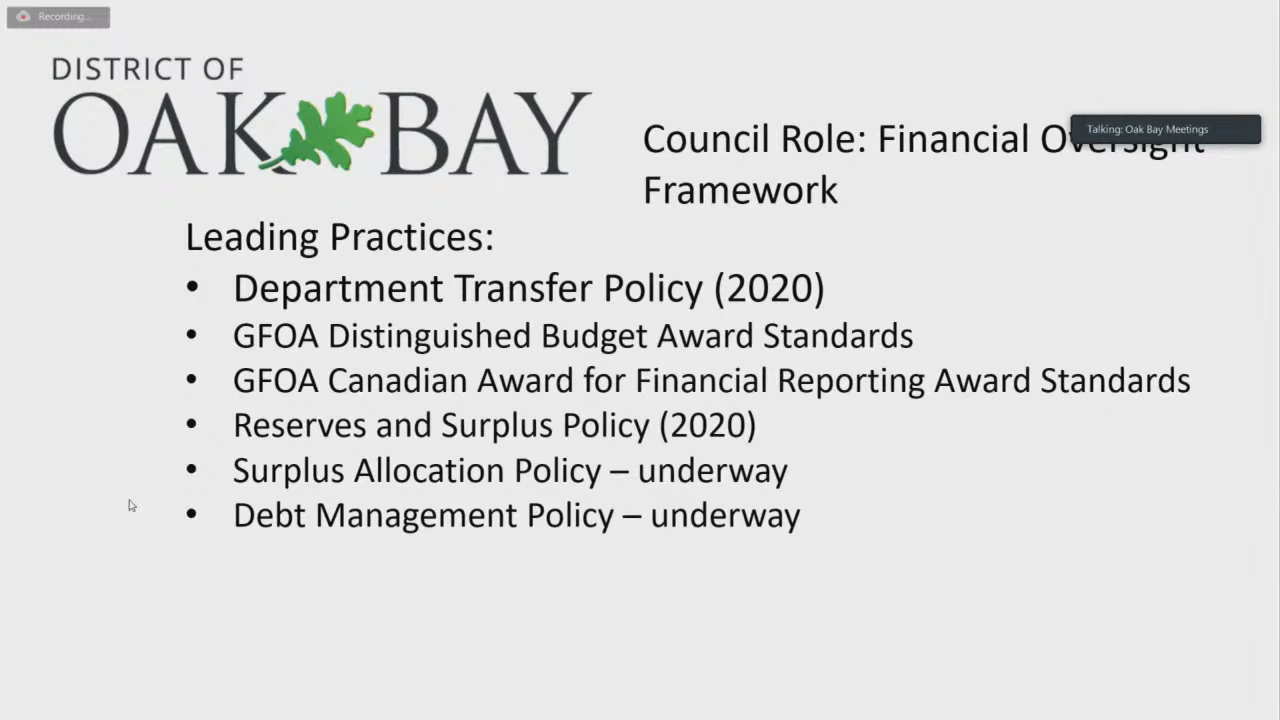 Recording...
DISTRICT OF
OAK BAY
Talking: Oak Bay Meetings
Council Role: Financial Oversight
Framework
Leading Practices:
• Department Transfer Policy (2020)
• GFOA Distinguished Budget Award Standards
• GFOA Canadian Award for Financial Reporting Award Standards
• Reserves and Surplus Policy (2020)
• Surplus Allocation Policy – underway
• Debt Management Policy – underway